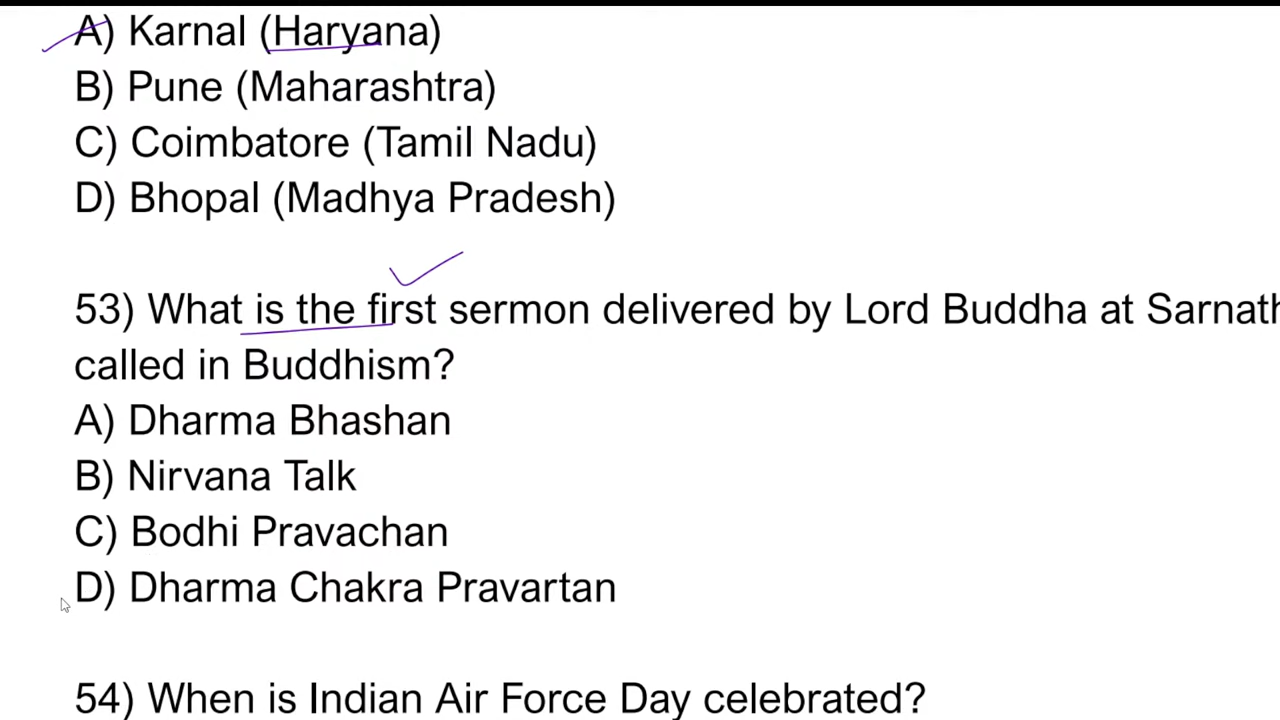 A) Karnal (Haryana)
B) Pune (Maharashtra)
C) Coimbatore (Tamil Nadu)
D) Bhopal (Madhya Pradesh)
53) What is the first sermon delivered by Lord Buddha at Sarnath
called in Buddhism?
A) Dharma Bhashan
B) Nirvana Talk
C) Bodhi Pravachan
D) Dharma Chakra Pravartan
54) When is Indian Air Force Day celebrated?